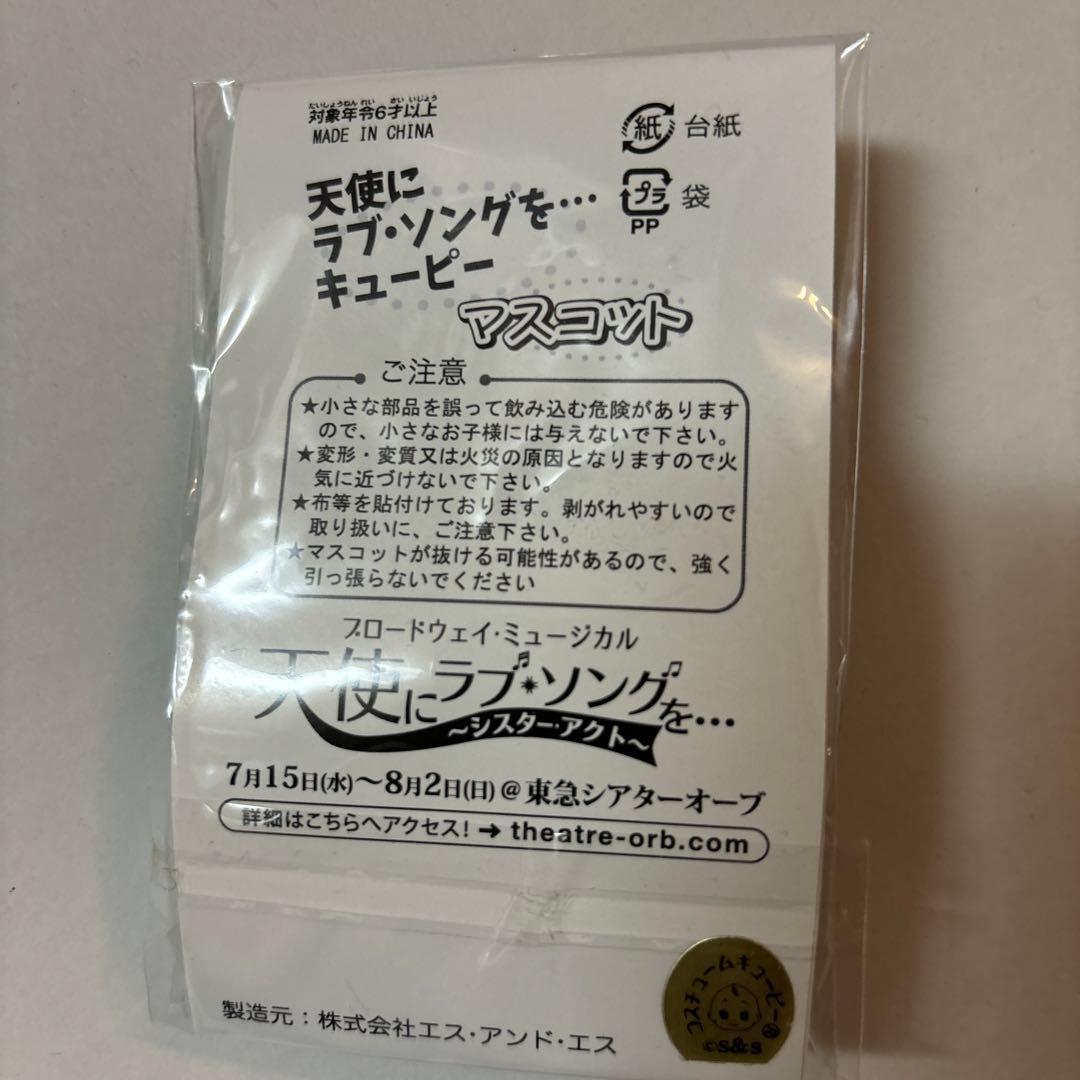 たいしょうねんれい さいいじょう
対象年令6才以上
MADE IN CHINA
紙 台紙
プラ 袋
PP
天使に
ラブ・ソングを…
キューピー
マスコット
ご注意
★小さな部品を誤って飲み込む危険があります
ので、小さなお子様には与えないで下さい。
★変形・変質又は火災の原因となりますので火
気に近づけないで下さい。
★布等を貼付けております。剥がれやすいので
取り扱いに、ご注意下さい。
★マスコットが抜ける可能性があるので、強く
引っ張らないでください
ブロードウェイ・ミュージカル
天使にラブ・ソングを…
～シスター・アクト～
7月15日(水)～8月2日(日)@東急シアターオーブ
詳細はこちらへアクセス!➔theatre-orb.com
コスチュームキューピー®
©S&S
製造元：株式会社エス・アンド・エス